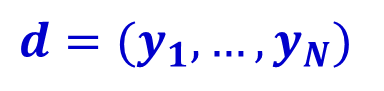 d = (y₁, … , y_N)